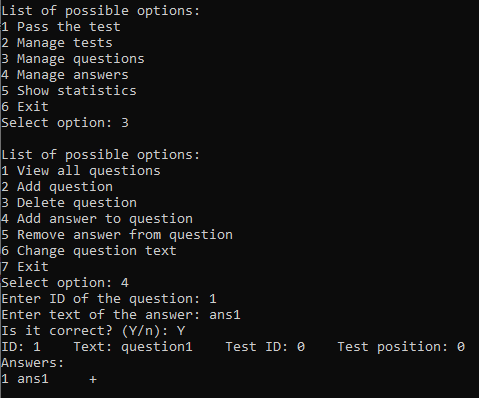 List of possible options:
1 Pass the test
2 Manage tests
3 Manage questions
4 Manage answers
5 Show statistics
6 Exit
Select option: 3

List of possible options:
1 View all questions
2 Add question
3 Delete question
4 Add answer to question
5 Remove answer from question
6 Change question text
7 Exit
Select option: 4
Enter ID of the question: 1
Enter text of the answer: ans1
Is it correct? (Y/n): Y
ID: 1    Text: question1    Test ID: 0    Test position: 0
Answers:
1 ans1     +